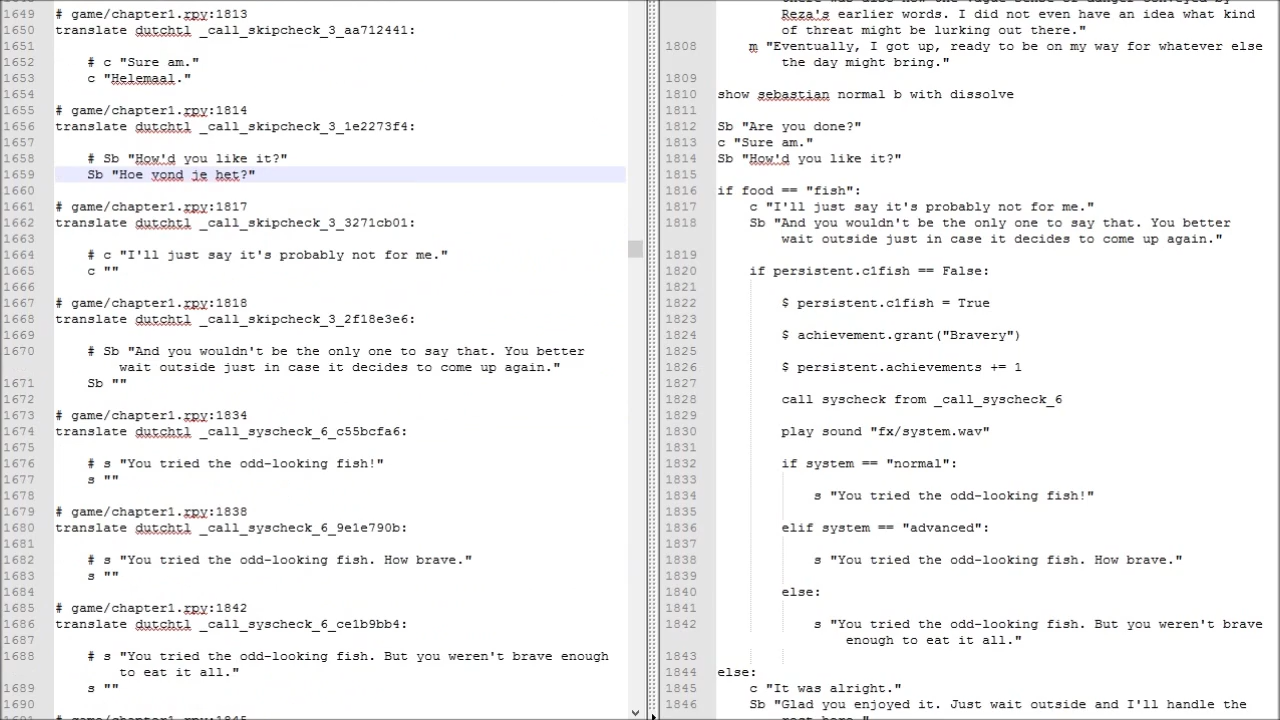 1649 # game/chapter1.rpy:1813
1650 translate dutchtl _call_skipcheck_3_aa712441:
1651
1652 # c "Sure am."
1653 c "Helemaal."
1654
1655 # game/chapter1.rpy:1814
1656 translate dutchtl _call_skipcheck_3_1e2273f4:
1657
1658 # Sb "How'd you like it?"
1659 Sb "Hoe vond je het?"
1660
1661 # game/chapter1.rpy:1817
1662 translate dutchtl _call_skipcheck_3_3271cb01:
1663
1664 # c "I'll just say it's probably not for me."
1665 c ""
1666
1667 # game/chapter1.rpy:1818
1668 translate dutchtl _call_skipcheck_3_2f18e3e6:
1669
1670 # Sb "And you wouldn't be the only one to say that. You better
wait outside just in case it decides to come up again."
1671 Sb ""
1672
1673 # game/chapter1.rpy:1834
1674 translate dutchtl _call_syscheck_6_c55bcfa6:
1675
1676 # s "You tried the odd-looking fish!"
1677 s ""
1678
1679 # game/chapter1.rpy:1838
1680 translate dutchtl _call_syscheck_6_9e1e790b:
1681
1682 # s "You tried the odd-looking fish. How brave."
1683 s ""
1684
1685 # game/chapter1.rpy:1842
1686 translate dutchtl _call_syscheck_6_ce1b9bb4:
1687
1688 # s "You tried the odd-looking fish. But you weren't brave enough
to eat it all."
1689 s ""
Reza's earlier words. I did not even have an idea what kind
of threat might be lurking out there."
1808 m "Eventually, I got up, ready to be on my way for whatever else
the day might bring."
1809
1810 show sebastian normal b with dissolve
1811
1812 Sb "Are you done?"
1813 c "Sure am."
1814 Sb "How'd you like it?"
1815
1816 if food == "fish":
1817 c "I'll just say it's probably not for me."
1818 Sb "And you wouldn't be the only one to say that. You better
wait outside just in case it decides to come up again."
1819
1820 if persistent.c1fish == False:
1821
1822 $ persistent.c1fish = True
1823
1824 $ achievement.grant("Bravery")
1825
1826 $ persistent.achievements += 1
1827
1828 call syscheck from _call_syscheck_6
1829
1830 play sound "fx/system.wav"
1831
1832 if system == "normal":
1833
1834 s "You tried the odd-looking fish!"
1835
1836 elif system == "advanced":
1837
1838 s "You tried the odd-looking fish. How brave."
1839
1840 else:
1841
1842 s "You tried the odd-looking fish. But you weren't brave
enough to eat it all."
1843
1844 else:
1845 c "It was alright."
1846 Sb "Glad you enjoyed it. Just wait outside and I'll handle the